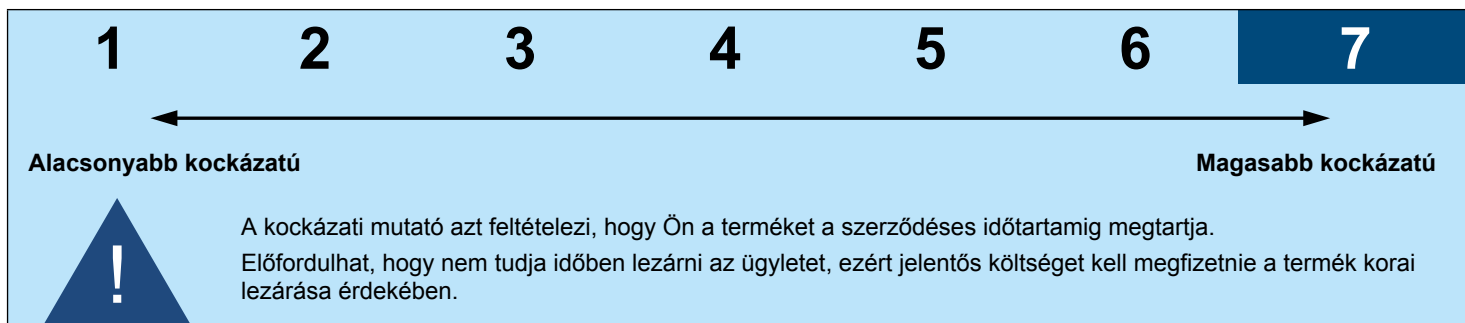 1 2 3 4 5 6 7
Alacsonyabb kockázatú Magasabb kockázatú
!
A kockázati mutató azt feltételezi, hogy Ön a terméket a szerződéses időtartamig megtartja.
Előfordulhat, hogy nem tudja időben lezárni az ügyletet, ezért jelentős költséget kell megfizetnie a termék korai
lezárása érdekében.